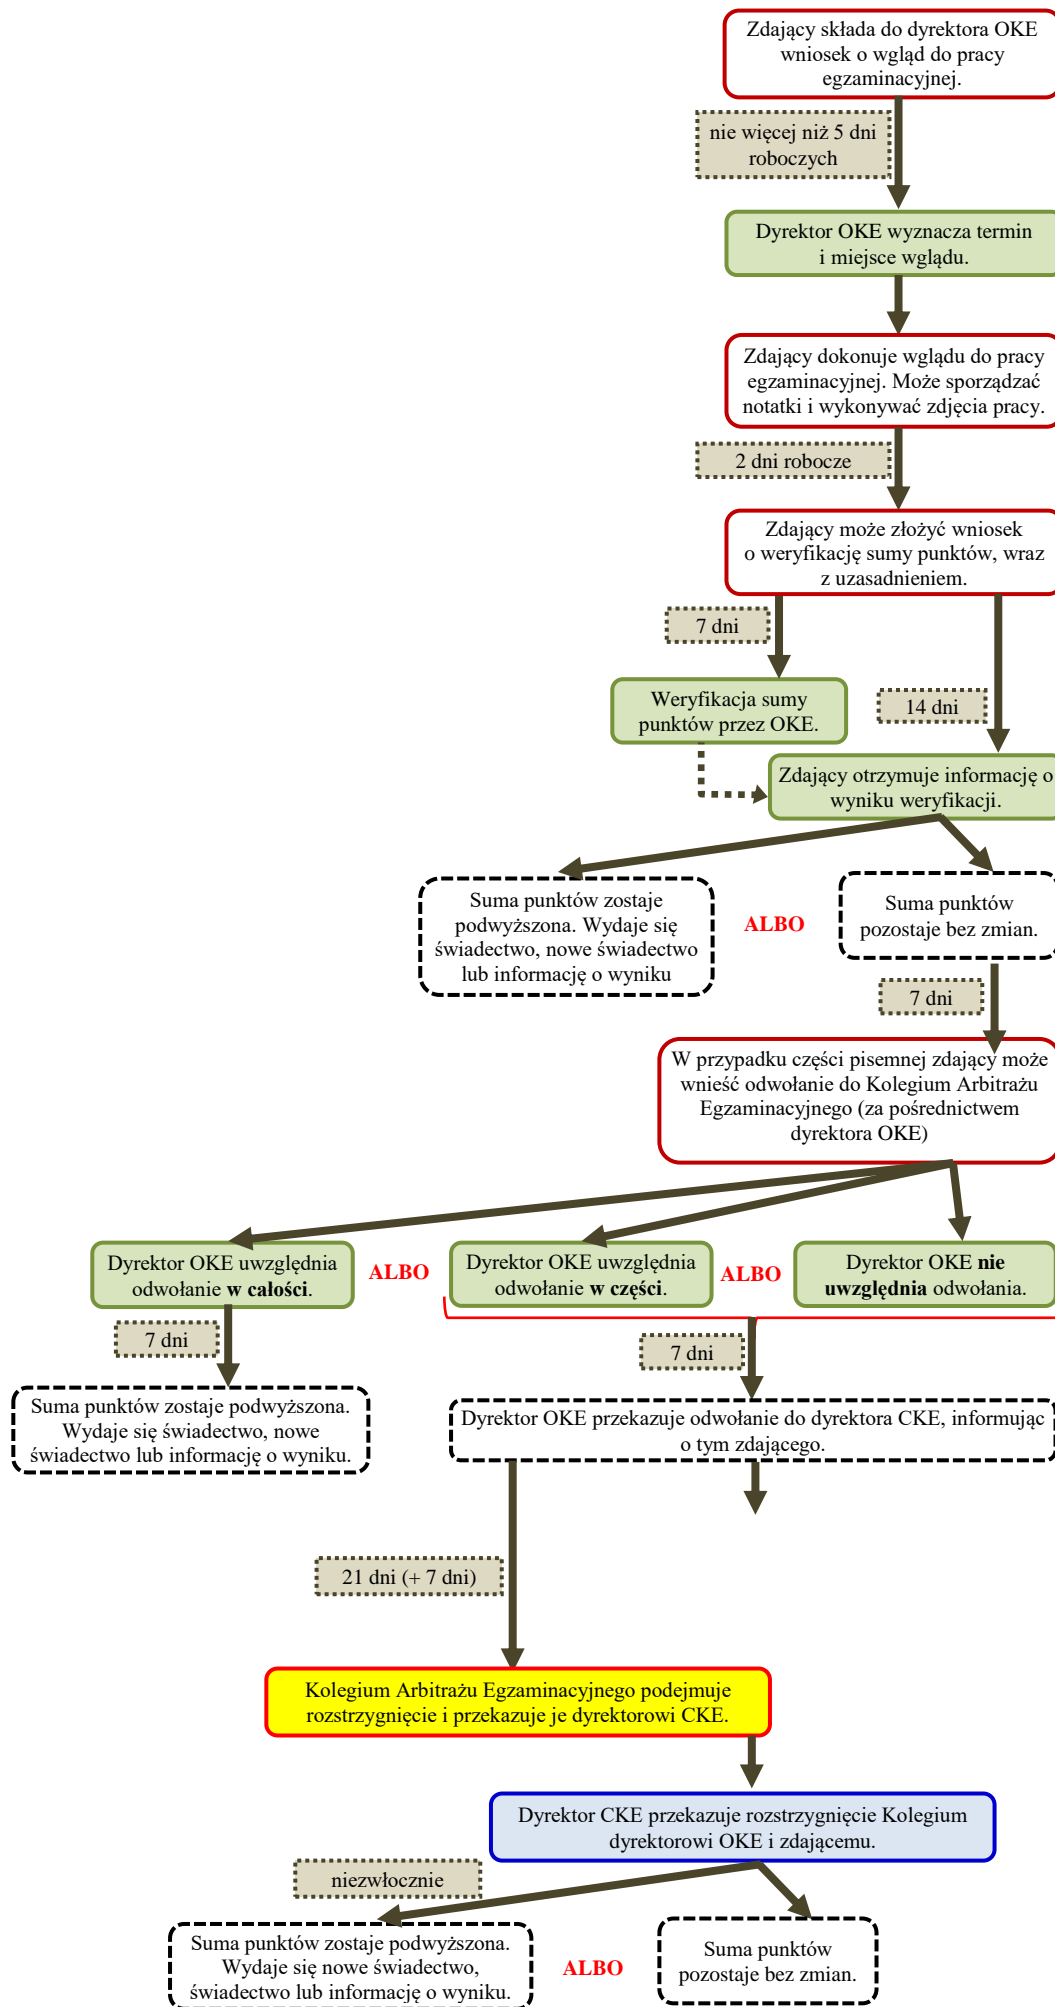 Zdający składa do dyrektora OKE
wniosek o wgląd do pracy
egzaminacyjnej.
nie więcej niż 5 dni
roboczych
Dyrektor OKE wyznacza termin
i miejsce wglądu.
Zdający dokonuje wglądu do pracy
egzaminacyjnej. Może sporządzać
notatki i wykonywać zdjęcia pracy.
2 dni robocze
Zdający może złożyć wniosek
o weryfikację sumy punktów, wraz
z uzasadnieniem.
7 dni
Weryfikacja sumy
punktów przez OKE.
14 dni
Zdający otrzymuje informację o
wyniku weryfikacji.
Suma punktów zostaje
podwyższona. Wydaje się
świadectwo, nowe świadectwo
lub informację o wyniku
ALBO
Suma punktów
pozostaje bez zmian.
7 dni
W przypadku części pisemnej zdający może
wnieść odwołanie do Kolegium Arbitrażu
Egzaminacyjnego (za pośrednictwem
dyrektora OKE)
Dyrektor OKE uwzględnia
odwołanie w całości.
ALBO
Dyrektor OKE uwzględnia
odwołanie w części.
ALBO
Dyrektor OKE nie
uwzględnia odwołania.
7 dni
7 dni
Suma punktów zostaje podwyższona.
Wydaje się świadectwo, nowe
świadectwo lub informację o wyniku.
Dyrektor OKE przekazuje odwołanie do dyrektora CKE, informując
o tym zdającego.
21 dni (+ 7 dni)
Kolegium Arbitrażu Egzaminacyjnego podejmuje
rozstrzygnięcie i przekazuje je dyrektorowi CKE.
Dyrektor CKE przekazuje rozstrzygnięcie Kolegium
dyrektorowi OKE i zdającemu.
niezwłocznie
Suma punktów zostaje podwyższona.
Wydaje się nowe świadectwo,
świadectwo lub informację o wyniku.
ALBO
Suma punktów
pozostaje bez zmian.